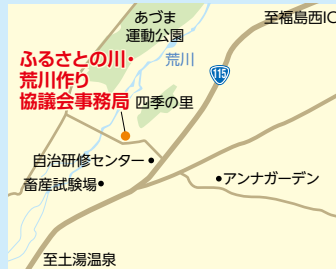 あづま
運動公園
至福島西IC
荒川
ふるさとの川・
荒川作り
協議会事務局
115
四季の里
自治研修センター
畜産試験場
アンナガーデン
至土湯温泉